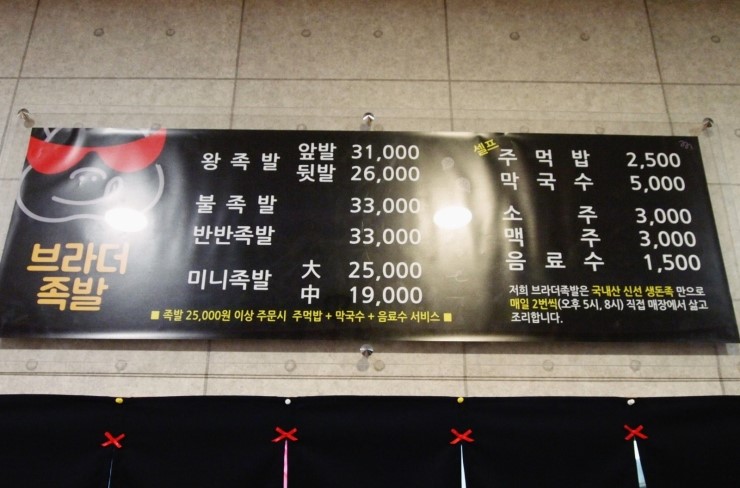 브라더
족발
왕족발 앞발 31,000
뒷발 26,000
불족발 33,000
반반족발 33,000
미니족발 大 25,000
中 19,000
■ 족발 25,000원 이상 주문시 주먹밥 + 막국수 + 음료수 서비스 ■
셀프
주먹밥 2,500
막국수 5,000
소주 3,000
맥주 3,000
음료수 1,500
저희 브라더족발은 국내산 신선 생돈족 만으로
매일 2번씩(오후 5시, 8시) 직접 매장에서 삶고
조리합니다.